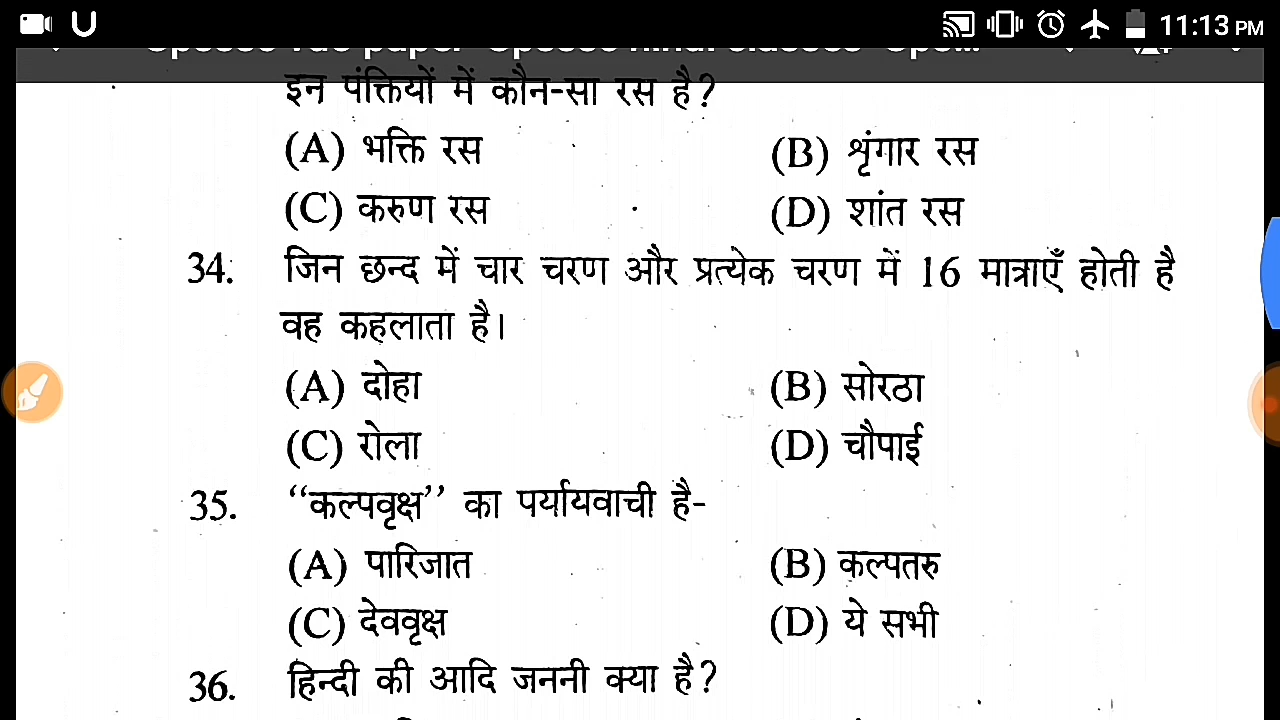 11:13 PM
इन पंक्तियों में कौन-सा रस है?
(A) भक्ति रस (B) शृंगार रस
(C) करुण रस (D) शांत रस
34. जिन छन्द में चार चरण और प्रत्येक चरण में 16 मात्राएँ होती है
वह कहलाता है।
(A) दोहा (B) सोरठा
(C) रोला (D) चौपाई
35. “कल्पवृक्ष” का पर्यायवाची है-
(A) पारिजात (B) कल्पतरु
(C) देववृक्ष (D) ये सभी
36. हिन्दी की आदि जननी क्या है?